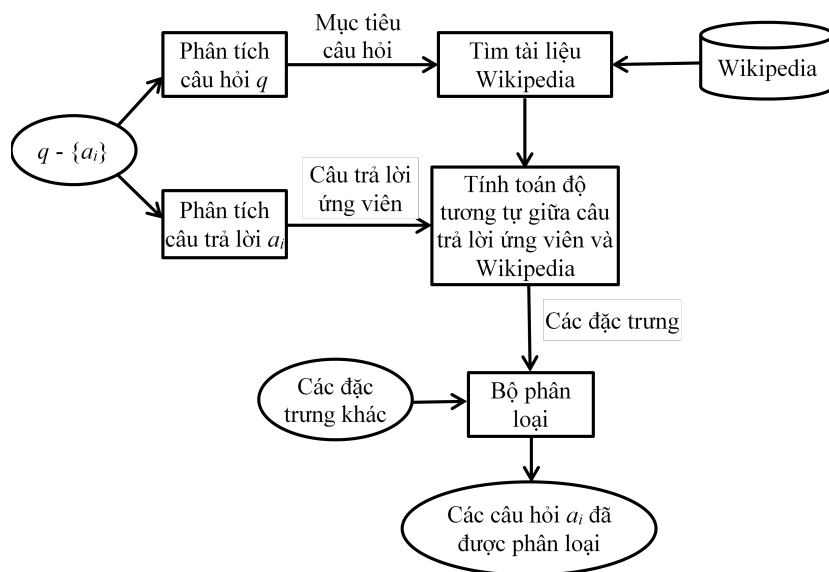 Phân tích
câu hỏi q
Mục tiêu
câu hỏi
Tìm tài liệu
Wikipedia
Wikipedia
q - {aᵢ}
Phân tích
câu trả lời aᵢ
Câu trả lời
ứng viên
Tính toán độ
tương tự giữa câu
trả lời ứng viên và
Wikipedia
Các đặc trưng
Các đặc
trưng khác
Bộ phân
loại
Các câu hỏi aᵢ đã
được phân loại